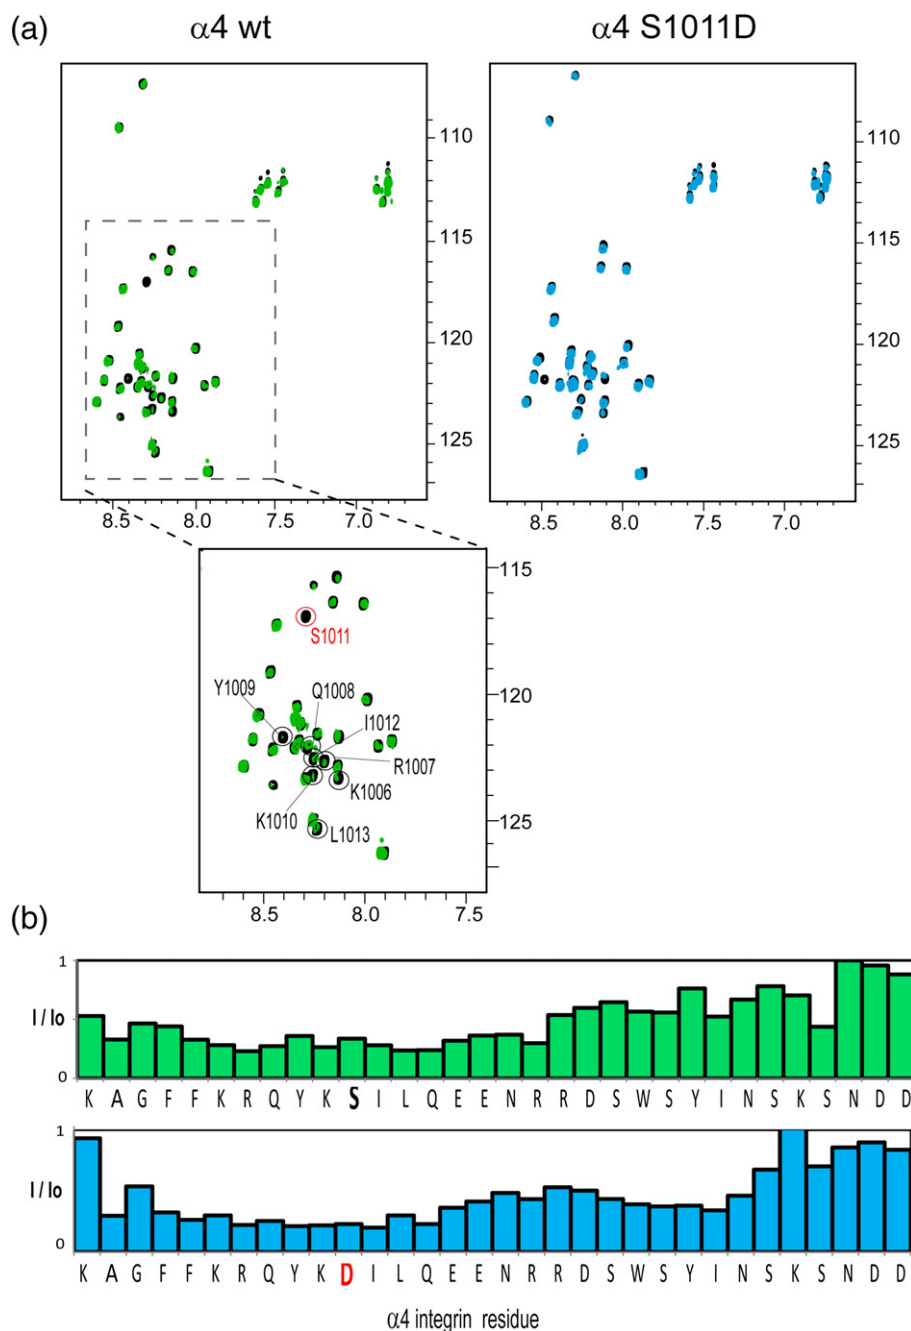 (a)
α4 wt
α4 S1011D
110
115
120
125
8.5 8.0 7.5 7.0
110
115
120
125
8.5 8.0 7.5 7.0
115
S1011
Y1009
Q1008
120
I1012
R1007
K1006
K1010
L1013
125
8.5 8.0 7.5
(b)
1
I / Io
0
K A G F F K R Q Y K S I L Q E E N R R D S W S Y I N S K S N D D
1
I / Io
0
K A G F F K R Q Y K D I L Q E E N R R D S W S Y I N S K S N D D
α4 integrin residue